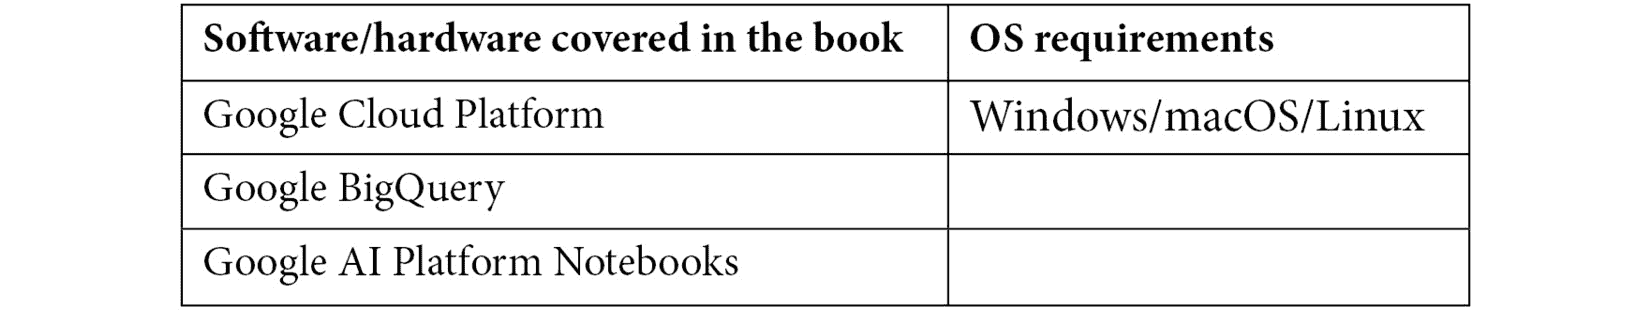 Software/hardware covered in the book OS requirements
Google Cloud Platform Windows/macOS/Linux
Google BigQuery
Google AI Platform Notebooks